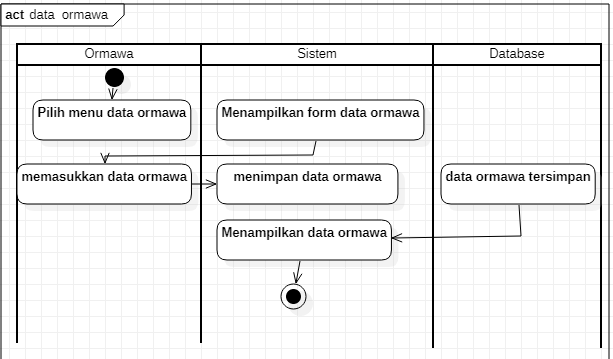 act data ormawa
Ormawa
Sistem
Database
Pilih menu data ormawa
Menampilkan form data ormawa
memasukkan data ormawa
menimpan data ormawa
data ormawa tersimpan
Menampilkan data ormawa